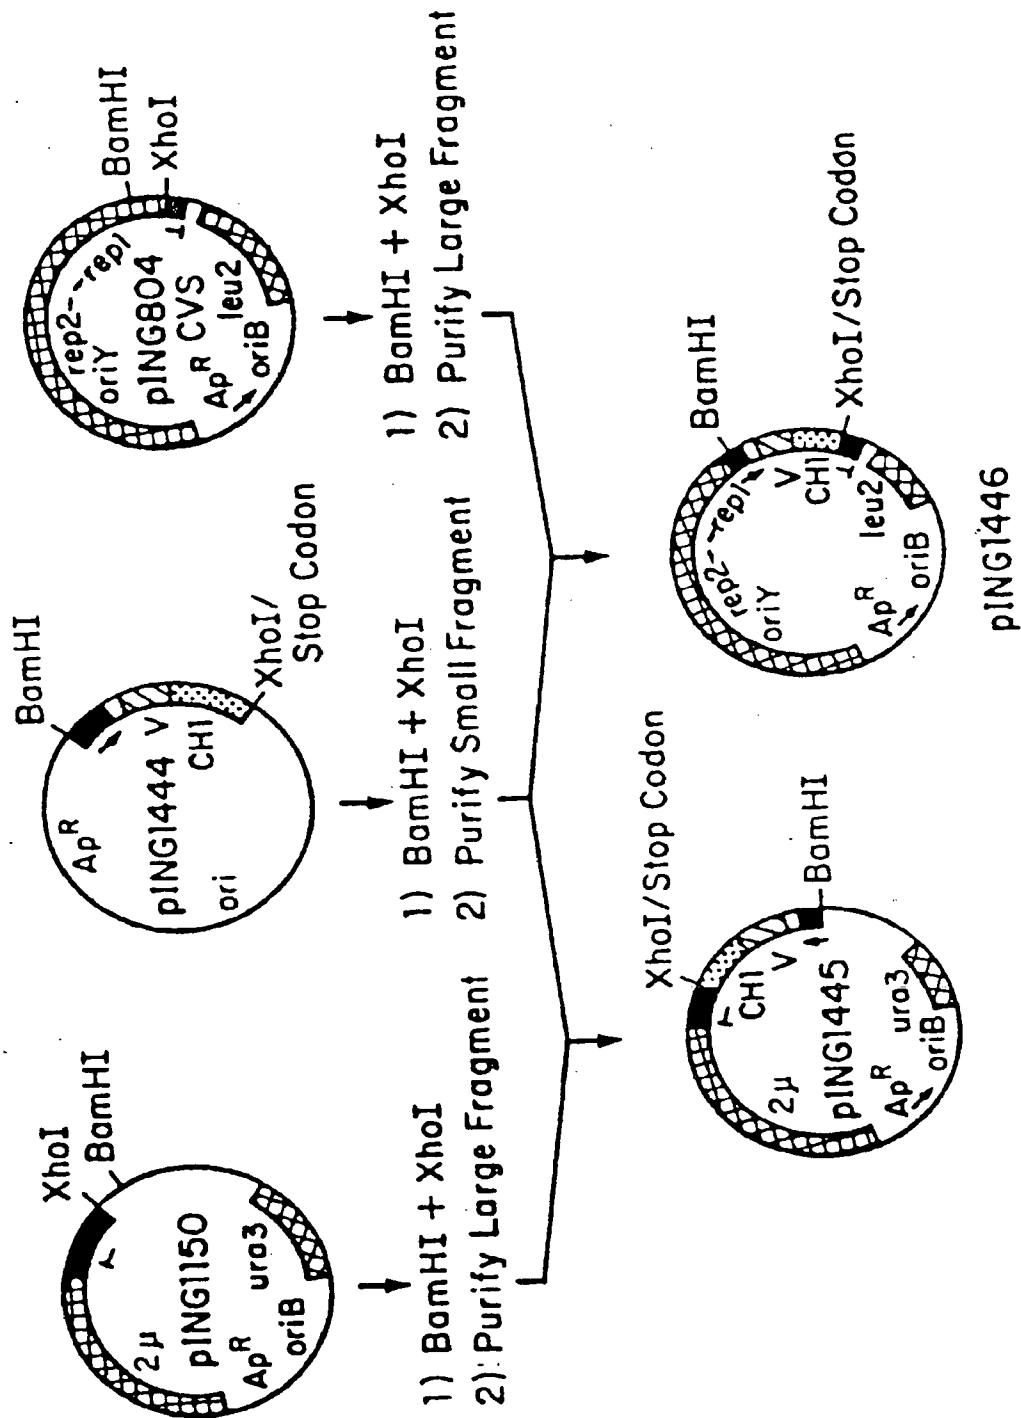 XhoI
BamHI
2μ
pING1150
Ap^R
ura3
oriB
1) BamHI + XhoI
2): Purify Large Fragment
BamHI
Ap^R
pING1444
V
CH1
ori
XhoI/
Stop Codon
1) BamHI + XhoI
2) Purify Small Fragment
rep2---rep1
BamHI
XhoI
oriY
pING804
Ap^R CVS
leu2
oriB
1) BamHI + XhoI
2) Purify Large Fragment
XhoI/Stop Codon
2μ
CH1
V
BamHI
pING1445
Ap^R
ura3
oriB
BamHI
rep2---rep1
oriY
V
CH1
XhoI/Stop Codon
Ap^R
leu2
oriB
pING1446